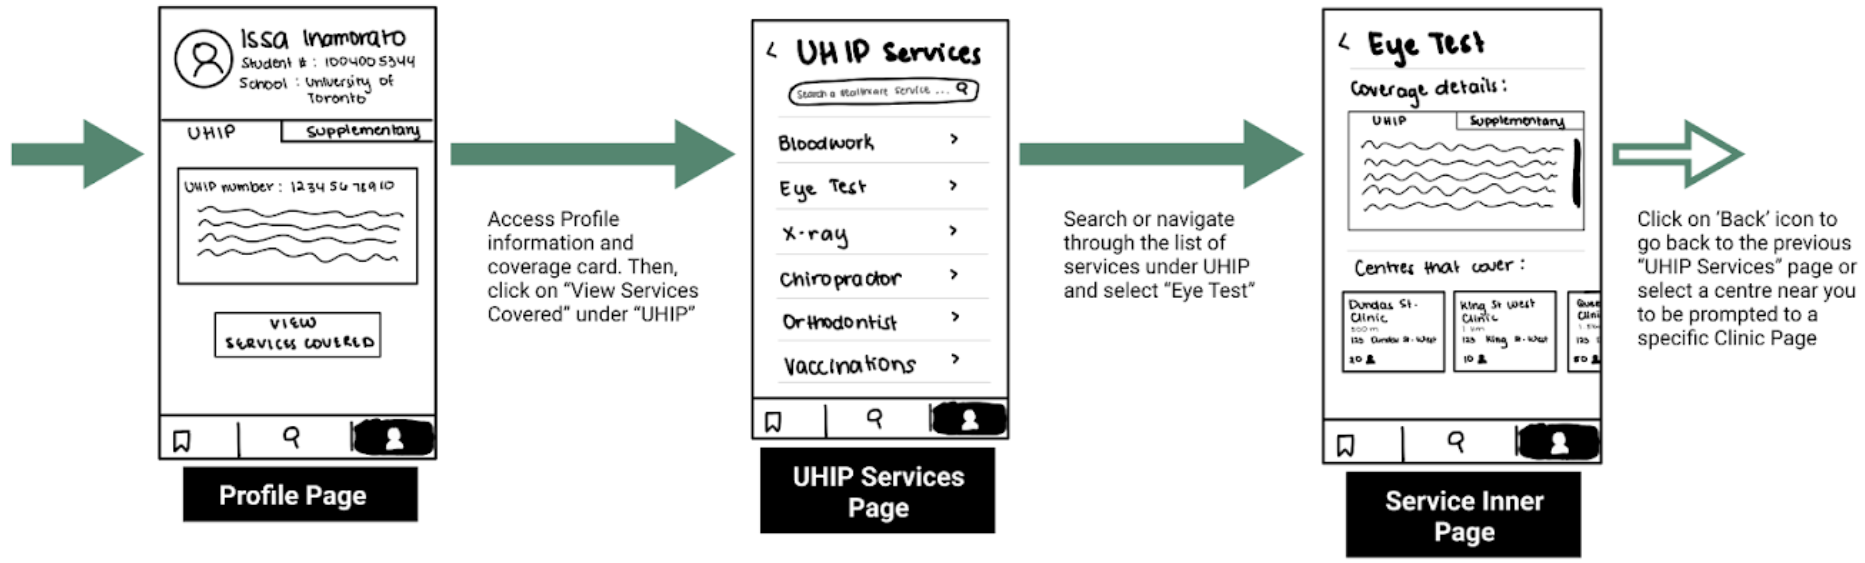 Issa Inamorato
Student # : 1004005344
School : University of
Toronto
UHIP
Supplementary
UHIP number : 12345678910
VIEW
SERVICES COVERED
Profile Page
Access Profile
information and
coverage card. Then,
click on “View Services
Covered” under “UHIP”
< UHIP Services
Search a Healthcare Service ...
Bloodwork >
Eye Test >
X-ray >
Chiropractor >
Orthodontist >
Vaccinations >
UHIP Services
Page
Search or navigate
through the list of
services under UHIP
and select “Eye Test”
< Eye Test
Coverage details:
UHIP
Supplementary
Centres that cover :
Dundas St.
Clinic
500 m
123 Dundas St. West
20
King St West
Clinic
1 km
123 King St. West
10
Quee
Clini
123
50
Service Inner
Page
Click on ‘Back’ icon to
go back to the previous
“UHIP Services” page or
select a centre near you
to be prompted to a
specific Clinic Page